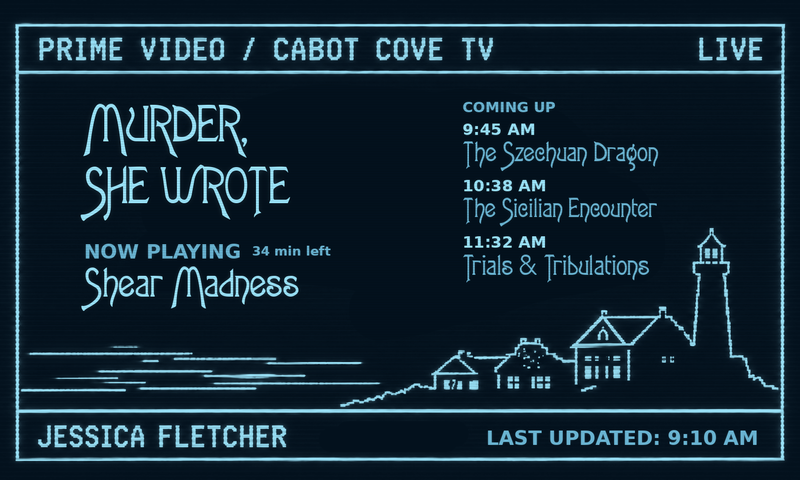 PRIME VIDEO / CABOT COVE TV
LIVE
MURDER,
SHE WROTE
NOW PLAYING 34 min left
Shear Madness
COMING UP
9:45 AM
The Szechuan Dragon
10:38 AM
The Sicilian Encounter
11:32 AM
Trials & Tribulations
JESSICA FLETCHER
LAST UPDATED: 9:10 AM